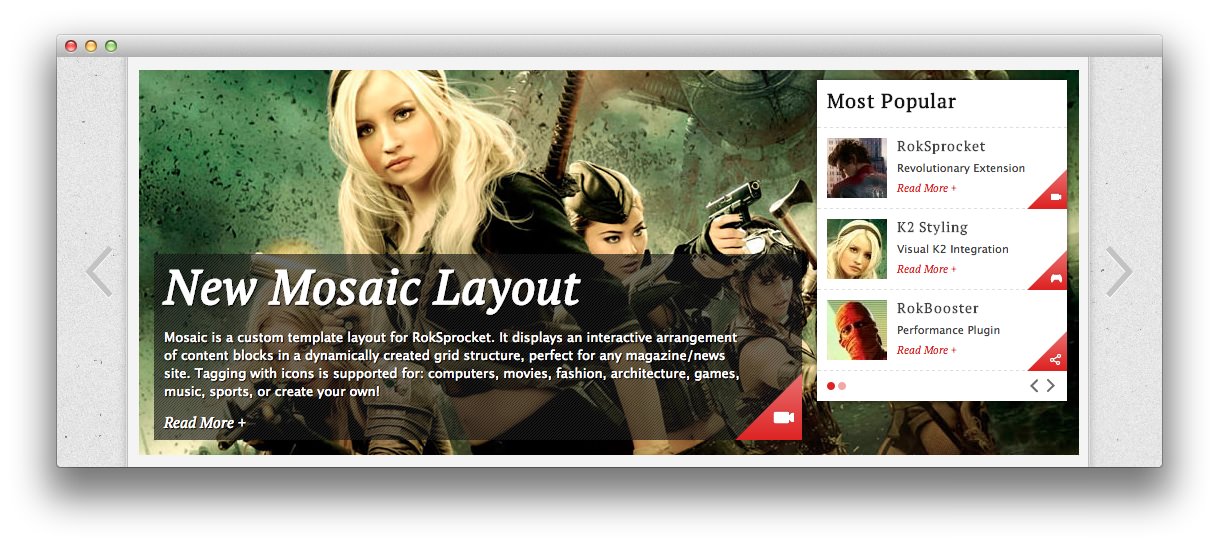 New Mosaic Layout
Mosaic is a custom template layout for RokSprocket. It displays an interactive arrangement
of content blocks in a dynamically created grid structure, perfect for any magazine/news
site. Tagging with icons is supported for: computers, movies, fashion, architecture, games,
music, sports, or create your own!
Read More +
Most Popular
RokSprocket
Revolutionary Extension
Read More +
K2 Styling
Visual K2 Integration
Read More +
RokBooster
Performance Plugin
Read More +